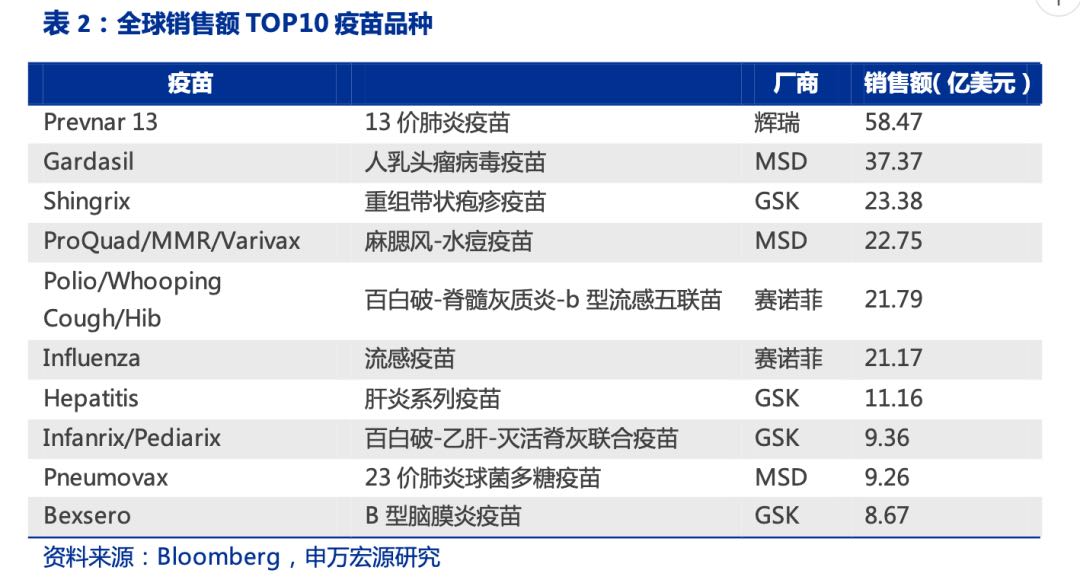 表 2：全球销售额 TOP10 疫苗品种
疫苗 厂商 销售额（亿美元）
Prevnar 13 13 价肺炎疫苗 辉瑞 58.47
Gardasil 人乳头瘤病毒疫苗 MSD 37.37
Shingrix 重组带状疱疹疫苗 GSK 23.38
ProQuad/MMR/Varivax 麻腮风-水痘疫苗 MSD 22.75
Polio/Whooping
Cough/Hib 百白破-脊髓灰质炎-b 型流感五联苗 赛诺菲 21.79
Influenza 流感疫苗 赛诺菲 21.17
Hepatitis 肝炎系列疫苗 GSK 11.16
Infanrix/Pediarix 百白破-乙肝-灭活脊灰联合疫苗 GSK 9.36
Pneumovax 23 价肺炎球菌多糖疫苗 MSD 9.26
Bexsero B 型脑膜炎疫苗 GSK 8.67
资料来源：Bloomberg，申万宏源研究